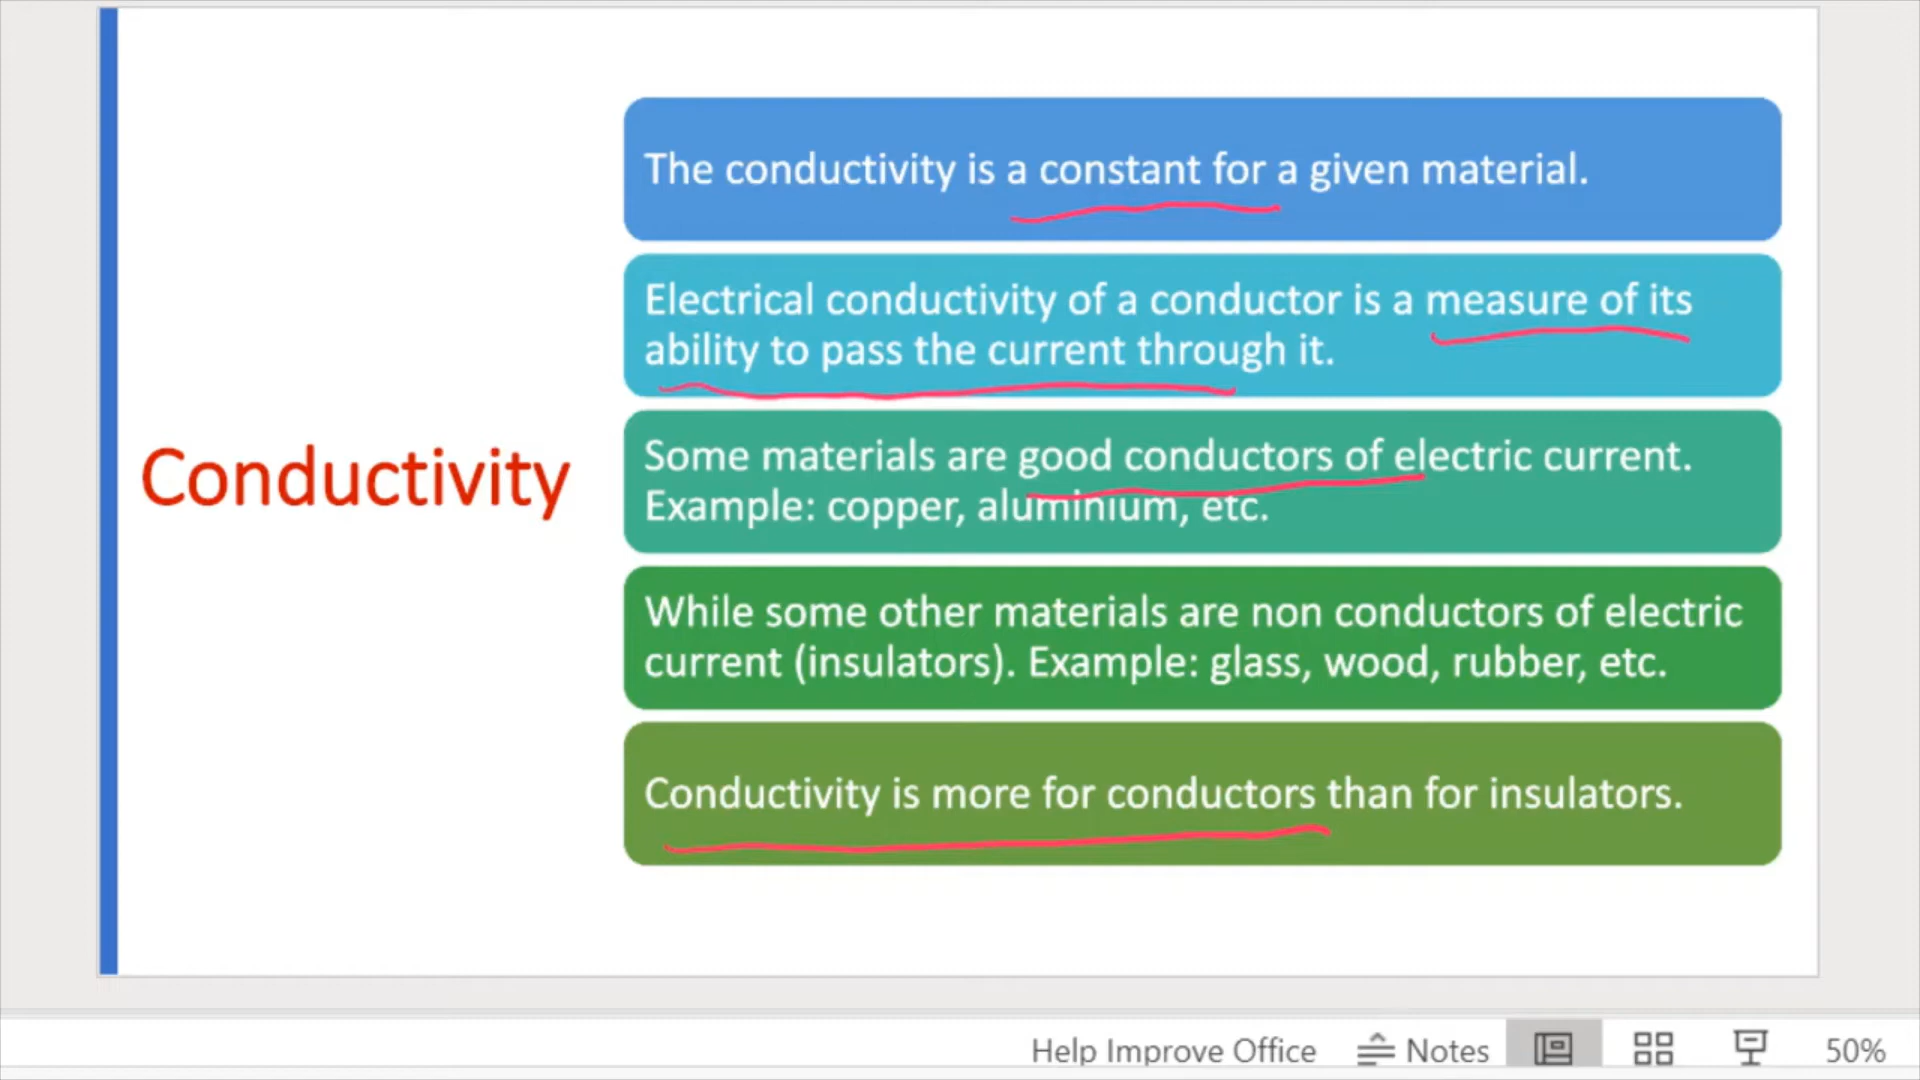 Conductivity
The conductivity is a constant for a given material.
Electrical conductivity of a conductor is a measure of its
ability to pass the current through it.
Some materials are good conductors of electric current.
Example: copper, aluminium, etc.
While some other materials are non conductors of electric
current (insulators). Example: glass, wood, rubber, etc.
Conductivity is more for conductors than for insulators.
Help Improve Office Notes 50%